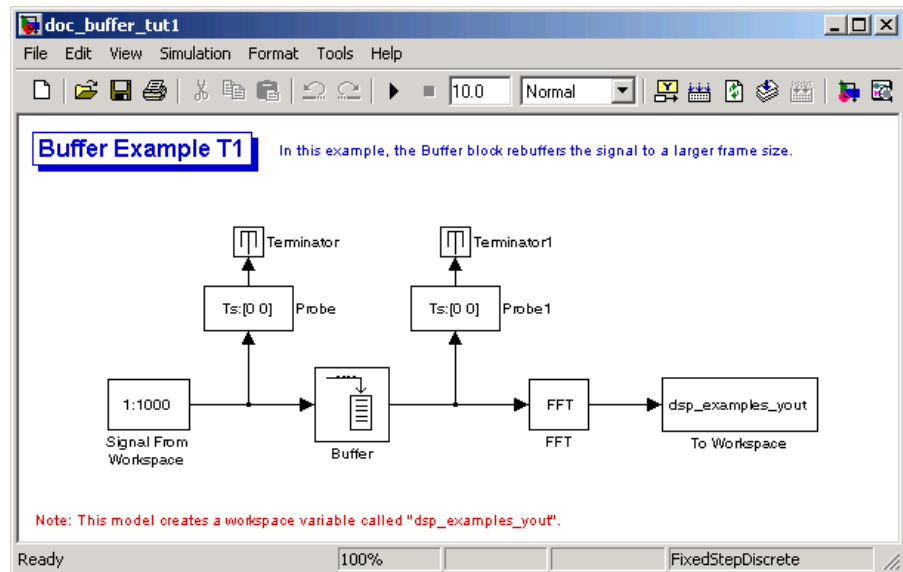 doc_buffer_tut1
File Edit View Simulation Format Tools Help
10.0 Normal
Buffer Example T1
In this example, the Buffer block rebuffers the signal to a larger frame size.
Terminator
Terminator1
Ts:[0 0]
Probe
Ts:[0 0]
Probe1
1:1000
FFT
dsp_examples_yout
Signal From
Workspace
Buffer
FFT
To Workspace
Note: This model creates a workspace variable called "dsp_examples_yout".
Ready 100% FixedStepDiscrete